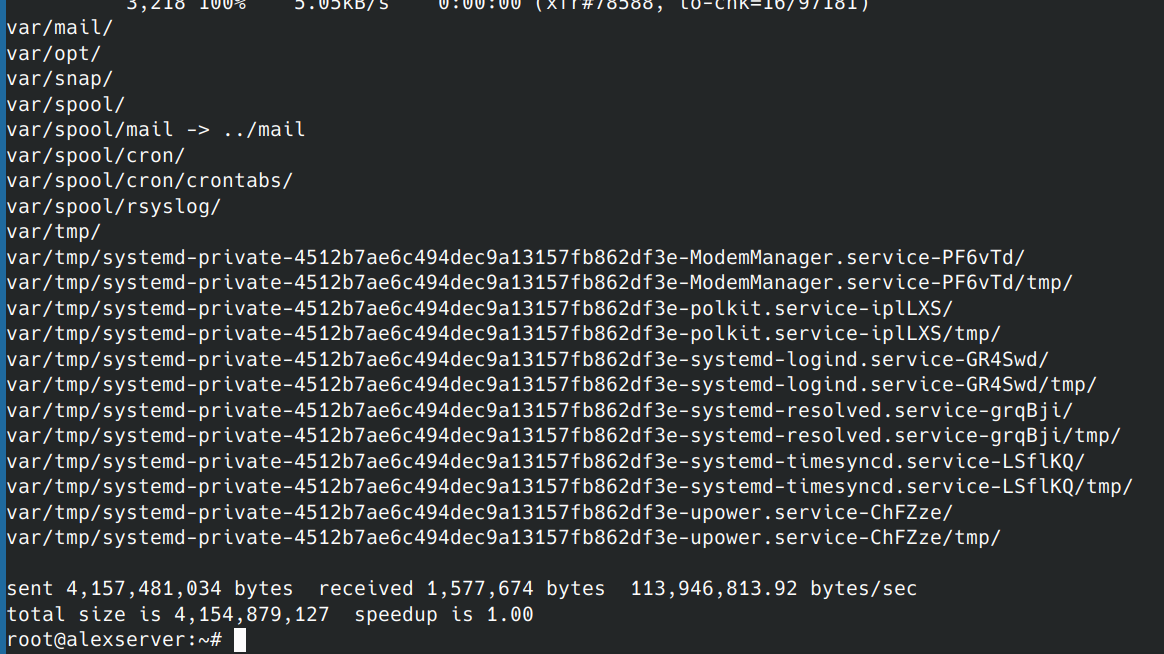 3,218 100% 5.05kB/s 0:00:00 (xfr#78588, to-chk=16/97181)
var/mail/
var/opt/
var/snap/
var/spool/
var/spool/mail -> ../mail
var/spool/cron/
var/spool/cron/crontabs/
var/spool/rsyslog/
var/tmp/
var/tmp/systemd-private-4512b7ae6c494dec9a13157fb862df3e-ModemManager.service-PF6vTd/
var/tmp/systemd-private-4512b7ae6c494dec9a13157fb862df3e-ModemManager.service-PF6vTd/tmp/
var/tmp/systemd-private-4512b7ae6c494dec9a13157fb862df3e-polkit.service-iplLXS/
var/tmp/systemd-private-4512b7ae6c494dec9a13157fb862df3e-polkit.service-iplLXS/tmp/
var/tmp/systemd-private-4512b7ae6c494dec9a13157fb862df3e-systemd-logind.service-GR4Swd/
var/tmp/systemd-private-4512b7ae6c494dec9a13157fb862df3e-systemd-logind.service-GR4Swd/tmp/
var/tmp/systemd-private-4512b7ae6c494dec9a13157fb862df3e-systemd-resolved.service-grqBji/
var/tmp/systemd-private-4512b7ae6c494dec9a13157fb862df3e-systemd-resolved.service-grqBji/tmp/
var/tmp/systemd-private-4512b7ae6c494dec9a13157fb862df3e-systemd-timesyncd.service-LSflKQ/
var/tmp/systemd-private-4512b7ae6c494dec9a13157fb862df3e-systemd-timesyncd.service-LSflKQ/tmp/
var/tmp/systemd-private-4512b7ae6c494dec9a13157fb862df3e-upower.service-ChFZze/
var/tmp/systemd-private-4512b7ae6c494dec9a13157fb862df3e-upower.service-ChFZze/tmp/
sent 4,157,481,034 bytes  received 1,577,674 bytes  113,946,813.92 bytes/sec
total size is 4,154,879,127  speedup is 1.00
root@alexserver:~#